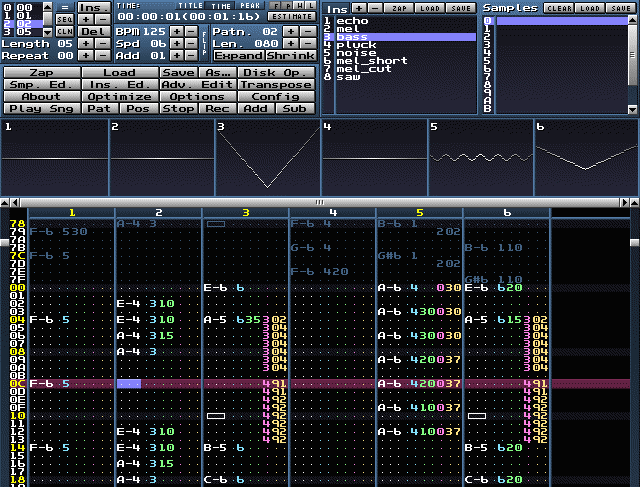 0 00
1 01
2 02
3 05
= Ins.
SEQ + -
CLN Del
TIME: TITLE TIME PEAK F P W L
00:00:01(00:01:16) ESTIMATE
BPM 125 + - Patn. 02 + -
Length 05 + - Spd 06 + - Len. 080 + -
Repeat 00 + - Add 01 + - FLIP Expand Shrink
Ins + - ZAP LOAD SAVE
1 echo
2 mel
3 bass
4 pluck
5 noise
6 mel_short
7 mel_cut
8 saw
Samples CLEAR LOAD SAVE
0
1
2
3
4
5
6
7
8
9
A
B
Zap Load Save As... Disk Op.
Smp. Ed. Ins. Ed. Adv. Edit Transpose
About Optimize Options Config
Play Sng Pat Pos Stop Rec Add Sub
1 2 3 4 5 6
1 2 3 4 5 6
78 A-4 3 F-6 4 B-6 1
79 F-6 530 202
7A
7B G-6 4 B-6 110
7C F-6 5 G#6 1
7D 202
7E F-6 420
7F G#6 110
00 E-6 6 A-6 4 030 E-6 620
01
02 E-4 310
03 A-6 430030
04 F-6 5 E-4 310 A-5 635302 A-6 615302
05 304 304
06 E-4 315 304 A-6 430030 304
07 304 304
08 A-4 3 304 304
09 304 A-6 420037 304
0A 304 304
0B
0C F-6 5 491 A-6 420037 491
0D 491 491
0E 492 492
0F 492 A-6 410037 492
10 492 492
11 492 492
12 E-4 310 492 A-6 410037 492
13 492 492
14 F-6 5 E-4 310 B-5 6 B-5 620
15
16 A-4 315
17
18 A-4 3 C-6 6 C-6 620